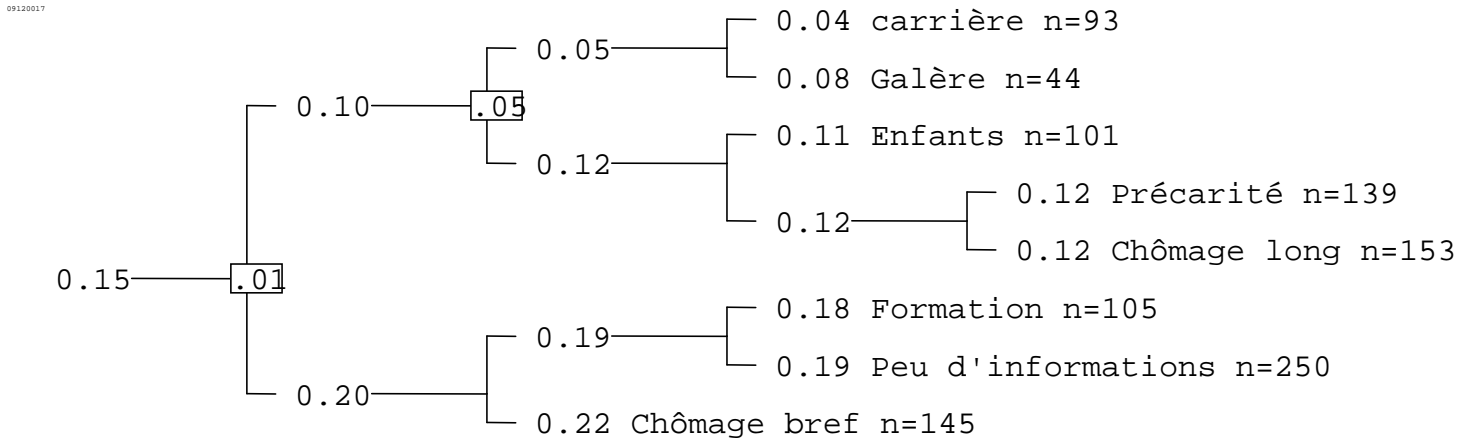 09120017
0.04 carrière n=93
0.05
0.08 Galère n=44
0.10
.05
0.11 Enfants n=101
0.12
0.12 Précarité n=139
0.12
0.12 Chômage long n=153
0.15
.01
0.18 Formation n=105
0.19
0.19 Peu d'informations n=250
0.20
0.22 Chômage bref n=145